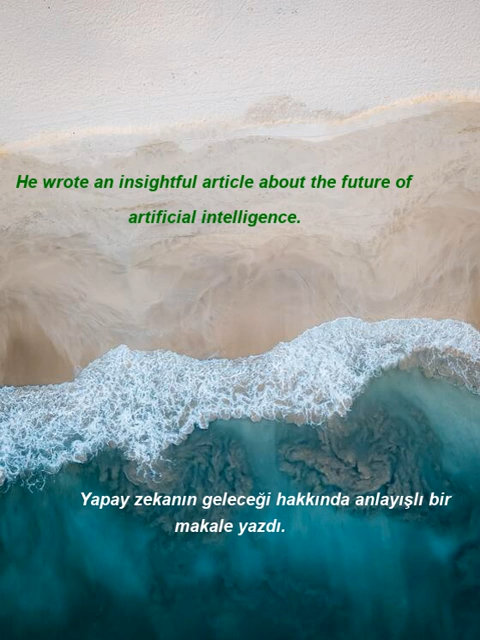 He wrote an insightful article about the future of
artificial intelligence.
Yapay zekanın geleceği hakkında anlayışlı bir
makale yazdı.